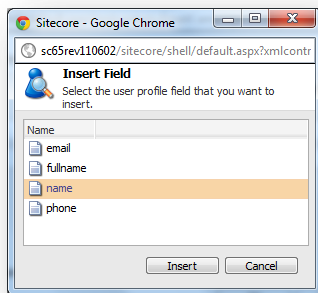 Sitecore - Google Chrome
sc65rev110602/sitecore/shell/default.aspx?xmlcontr
Insert Field
Select the user profile field that you want to
insert.
Name
email
fullname
name
phone
Insert
Cancel